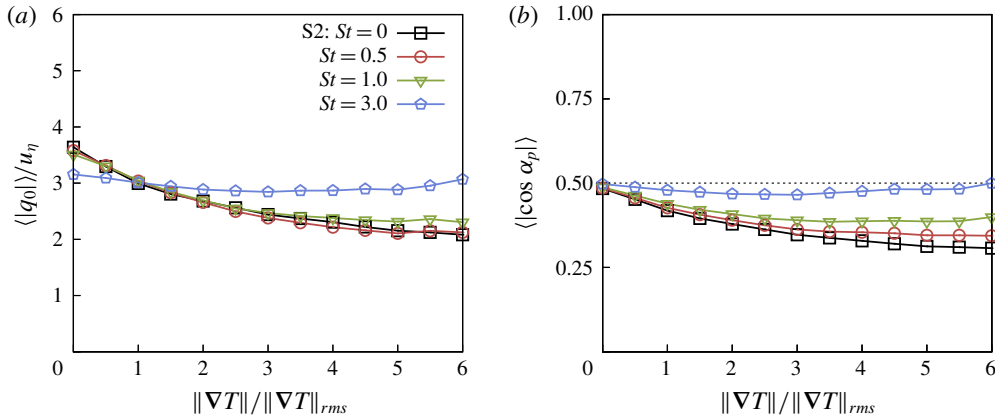 (a)
6
5
4
3
2
1
0
1
2
3
4
5
6
⟨|q₀|⟩/u_η
‖∇T‖/‖∇T‖_rms
S2: St = 0
St = 0.5
St = 1.0
St = 3.0
(b)
1.00
0.75
0.50
0.25
0
1
2
3
4
5
6
⟨|cos α_p|⟩
‖∇T‖/‖∇T‖_rms